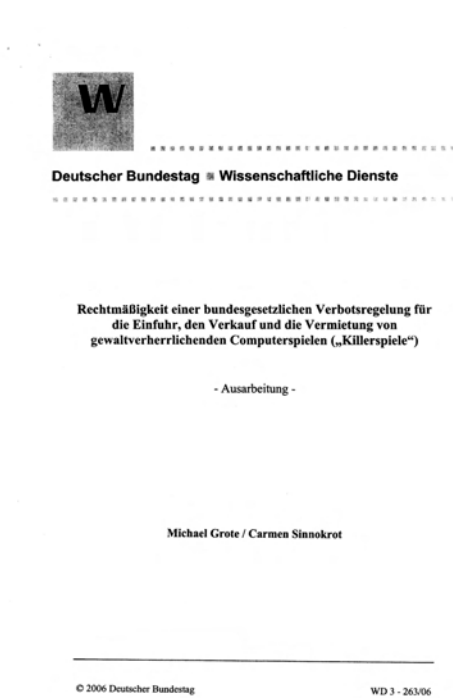 W
Deutscher Bundestag ■ Wissenschaftliche Dienste
Rechtmäßigkeit einer bundesgesetzlichen Verbotsregelung für
die Einfuhr, den Verkauf und die Vermietung von
gewaltverherrlichenden Computerspielen („Killerspiele“)
- Ausarbeitung -
Michael Grote / Carmen Sinnokrot
© 2006 Deutscher Bundestag
WD 3 - 263/06